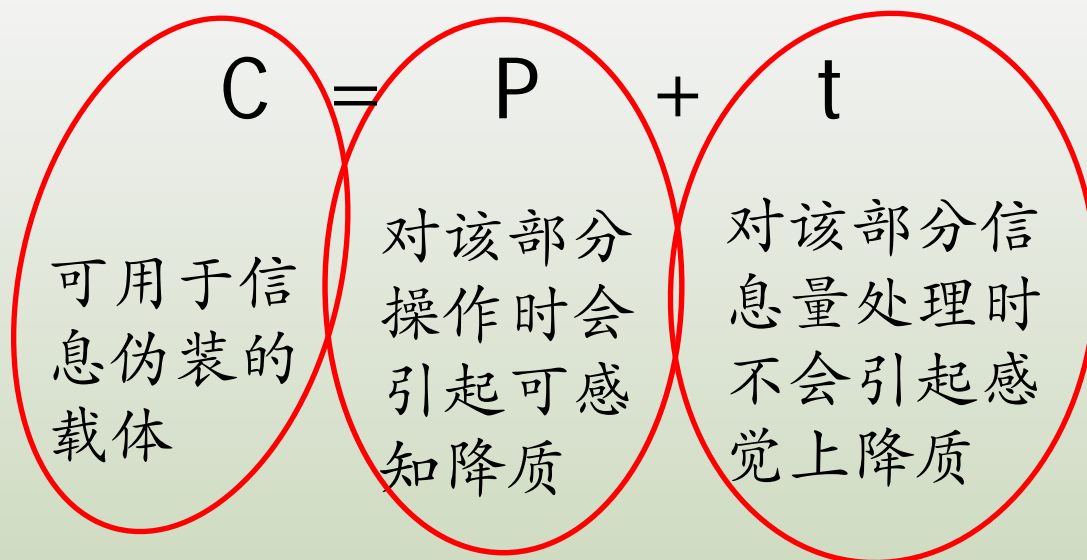 C = P + t
可用于信
息伪装的
载体
对该部分
操作时会
引起可感
知降质
对该部分信
息量处理时
不会引起感
觉上降质